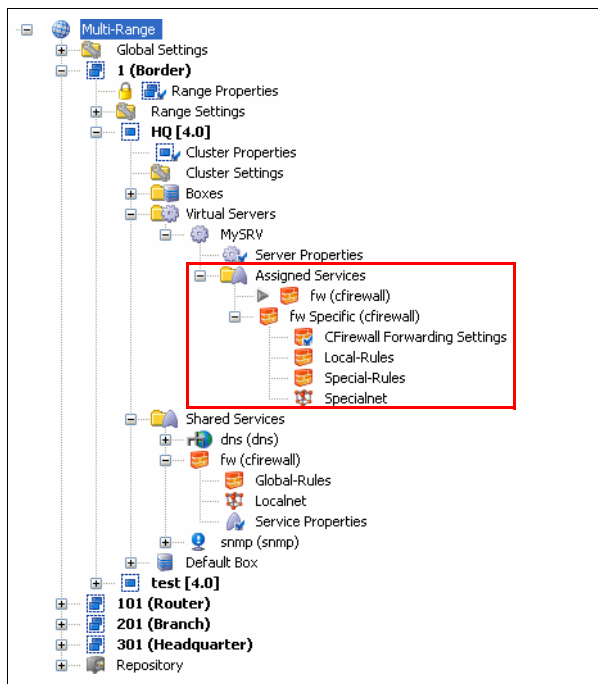 Multi-Range
Global Settings
1 (Border)
Range Properties
Range Settings
HQ [4.0]
Cluster Properties
Cluster Settings
Boxes
Virtual Servers
MySRV
Server Properties
Assigned Services
fw (cfirewall)
fw Specific (cfirewall)
CFirewall Forwarding Settings
Local-Rules
Special-Rules
Specialnet
Shared Services
dns (dns)
fw (cfirewall)
Global-Rules
Localnet
Service Properties
snmp (snmp)
Default Box
test [4.0]
101 (Router)
201 (Branch)
301 (Headquarter)
Repository